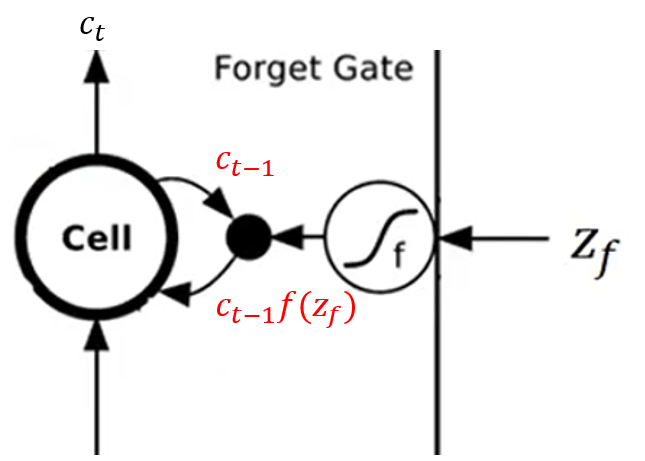 c_t
Forget Gate
c_{t-1}
Cell
f
z_f
c_{t-1}f(z_f)